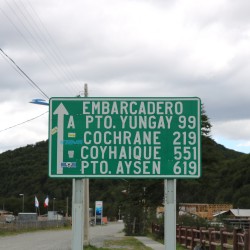 EMBARCADERO
A PTO. YUNGAY 99
COCHRANE 219
COYHAIQUE 551
PTO. AYSEN 619